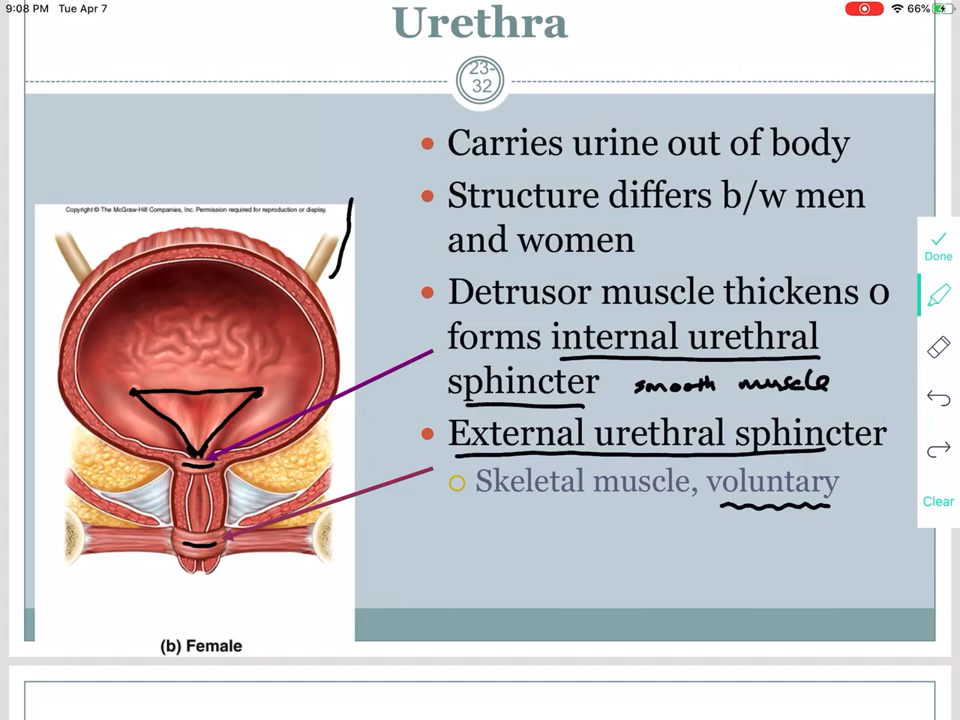 9:08 PM Tue Apr 7
66%
Urethra
23-
32
• Carries urine out of body
• Structure differs b/w men
and women
• Detrusor muscle thickens 0
forms internal urethral
sphincter smooth muscle
• External urethral sphincter
Skeletal muscle, voluntary
Copyright © The McGraw-Hill Companies, Inc. Permission required for reproduction or display.
(b) Female
Done
Clear